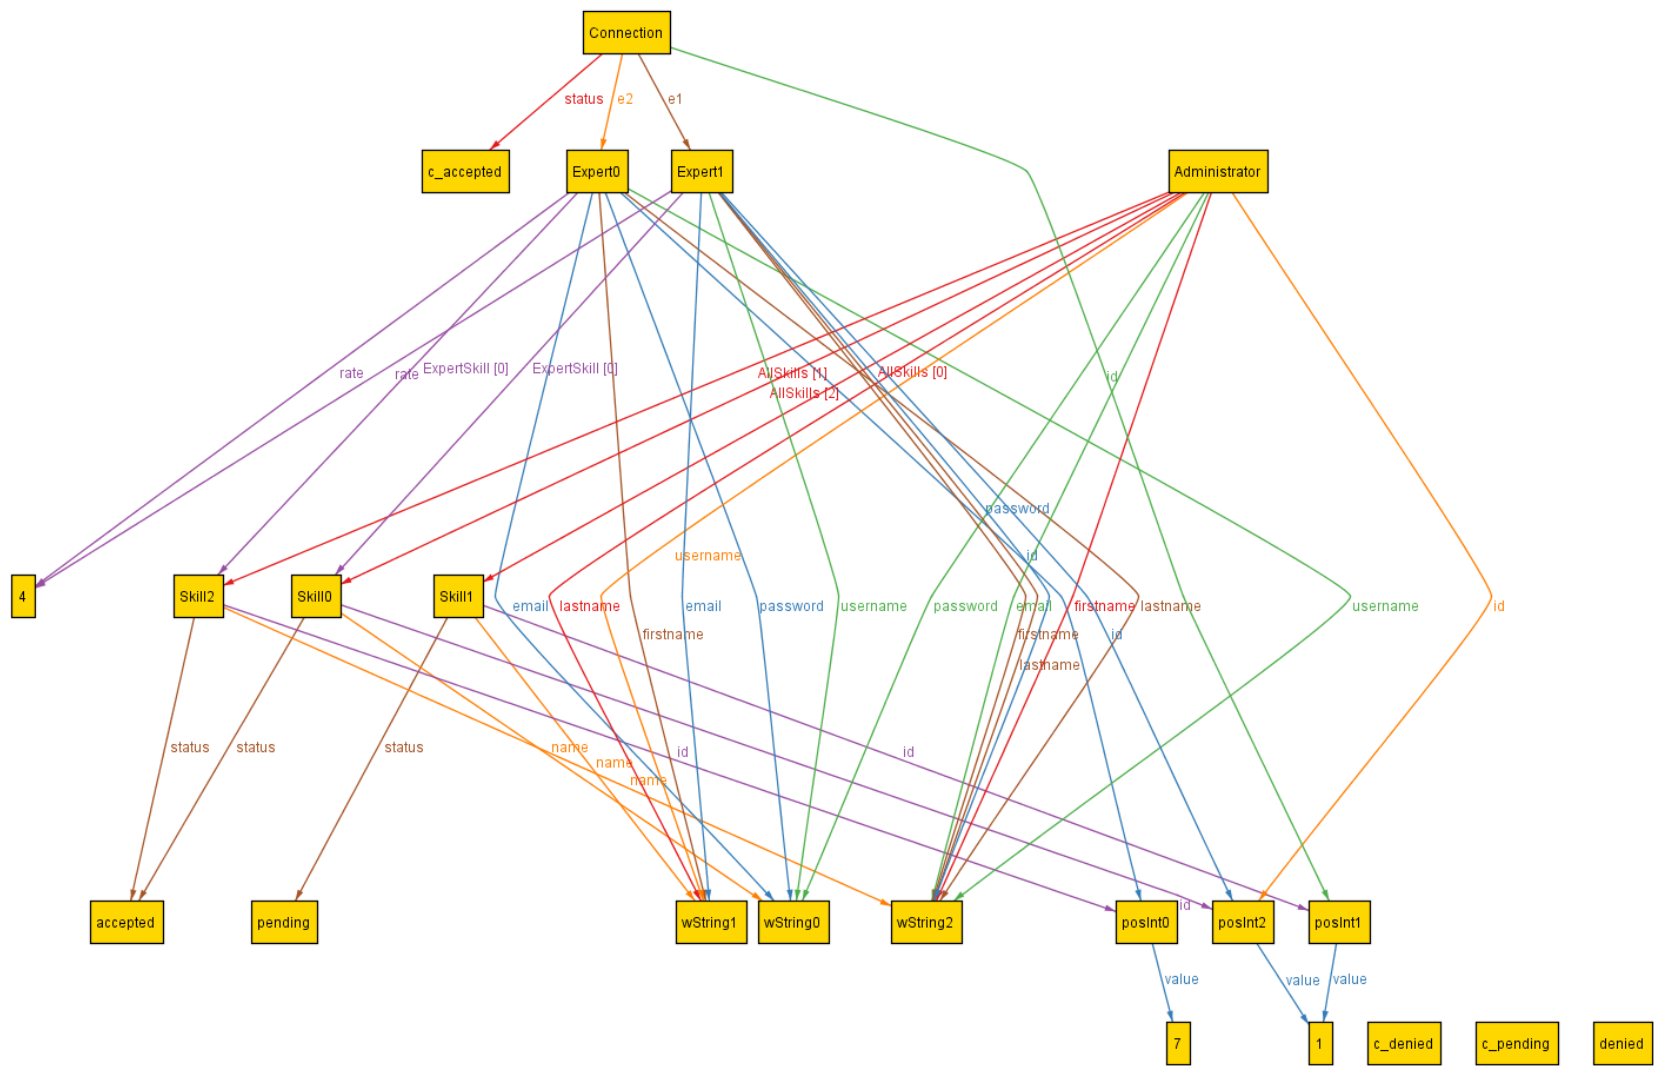 Connection
status
e2
e1
c_accepted
Expert0
Expert1
Administrator
rate
rate
ExpertSkill [0]
ExpertSkill [0]
AllSkills [1]
AllSkills [0]
id
AllSkills [2]
password
username
id
4
Skill2
Skill0
Skill1
email
lastname
email
password
username
password
email
firstname
lastname
username
id
firstname
firstname
id
lastname
status
status
status
name
id
id
name
name
id
accepted
pending
wString1
wString0
wString2
posInt0
posInt2
posInt1
value
value
value
7
1
c_denied
c_pending
denied